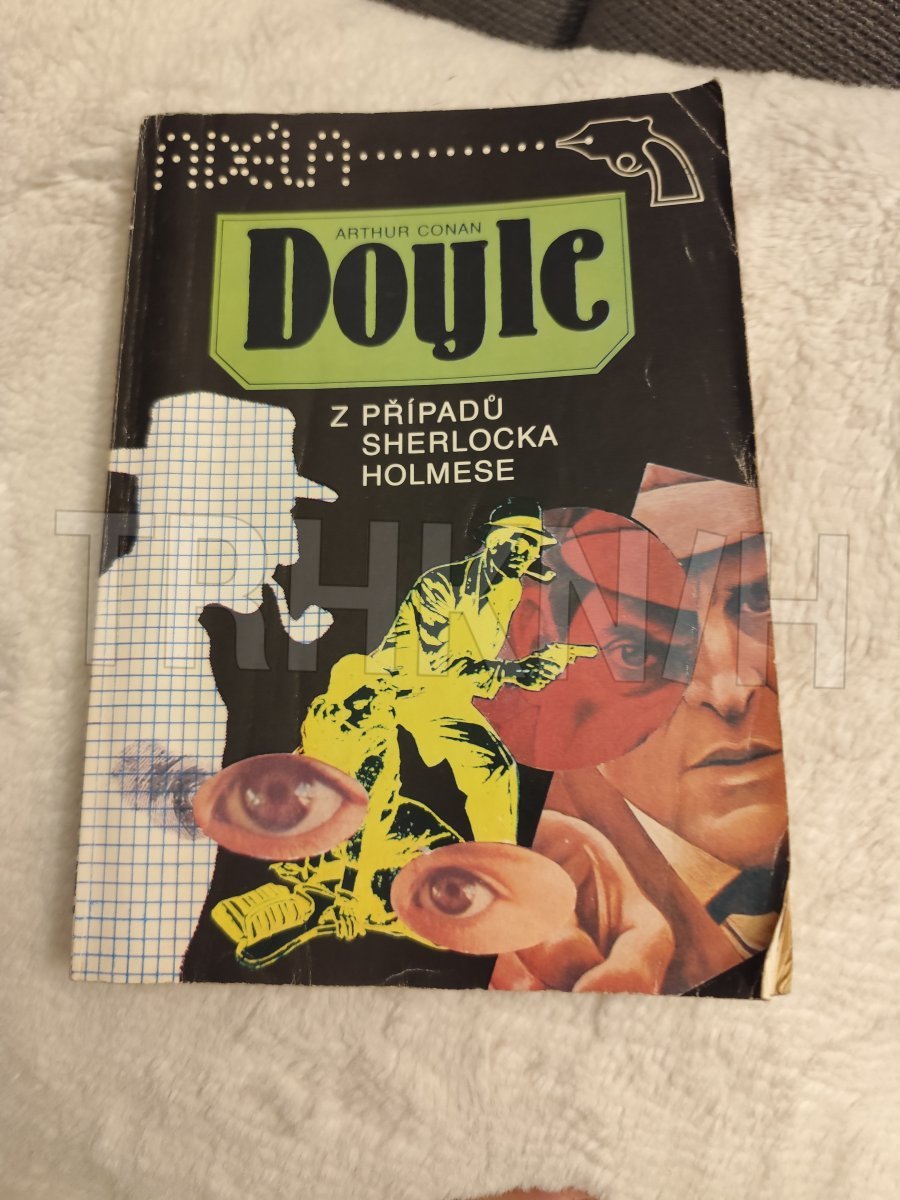 ARTHUR CONAN
Doyle
Z PŘÍPADŮ
SHERLOCKA
HOLMESE